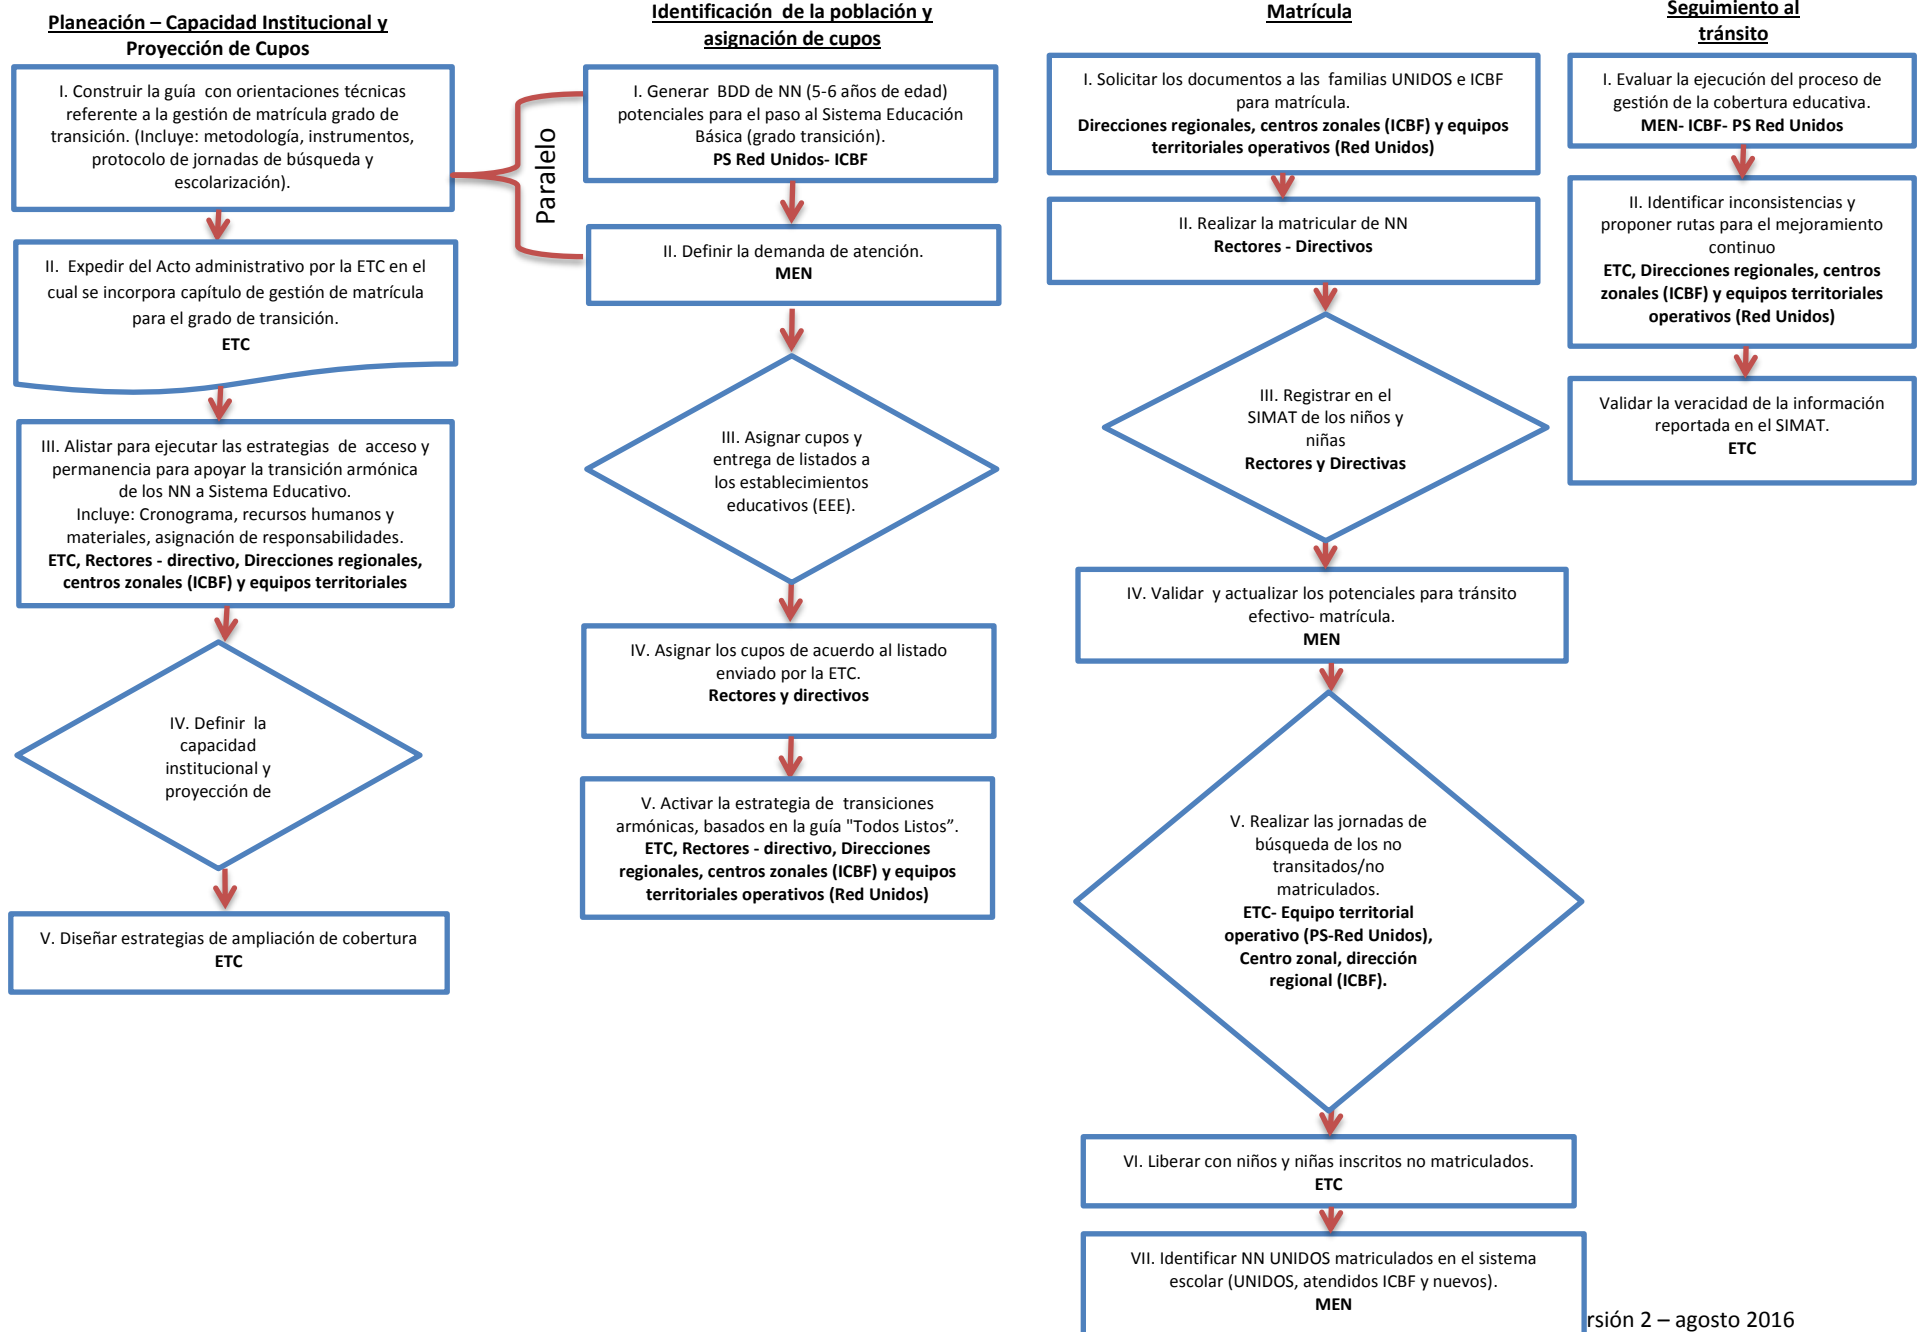 Planeación – Capacidad Institucional y
Proyección de Cupos
I. Construir la guía con orientaciones técnicas
referente a la gestión de matrícula grado de
transición. (Incluye: metodología, instrumentos,
protocolo de jornadas de búsqueda y
escolarización).
II. Expedir del Acto administrativo por la ETC en el
cual se incorpora capítulo de gestión de matrícula
para el grado de transición.
ETC
III. Alistar para ejecutar las estrategias de acceso y
permanencia para apoyar la transición armónica
de los NN a Sistema Educativo.
Incluye: Cronograma, recursos humanos y
materiales, asignación de responsabilidades.
ETC, Rectores - directivo, Direcciones regionales,
centros zonales (ICBF) y equipos territoriales
IV. Definir la
capacidad
institucional y
proyección de
V. Diseñar estrategias de ampliación de cobertura
ETC
Paralelo
Identificación de la población y
asignación de cupos
I. Generar BDD de NN (5-6 años de edad)
potenciales para el paso al Sistema Educación
Básica (grado transición).
PS Red Unidos- ICBF
II. Definir la demanda de atención.
MEN
III. Asignar cupos y
entrega de listados a
los establecimientos
educativos (EEE).
IV. Asignar los cupos de acuerdo al listado
enviado por la ETC.
Rectores y directivos
V. Activar la estrategia de transiciones
armónicas, basados en la guía "Todos Listos”.
ETC, Rectores - directivo, Direcciones
regionales, centros zonales (ICBF) y equipos
territoriales operativos (Red Unidos)
Matrícula
I. Solicitar los documentos a las familias UNIDOS e ICBF
para matrícula.
Direcciones regionales, centros zonales (ICBF) y equipos
territoriales operativos (Red Unidos)
II. Realizar la matricular de NN
Rectores - Directivos
III. Registrar en el
SIMAT de los niños y
niñas
Rectores y Directivas
IV. Validar y actualizar los potenciales para tránsito
efectivo- matrícula.
MEN
V. Realizar las jornadas de
búsqueda de los no
transitados/no
matriculados.
ETC- Equipo territorial
operativo (PS-Red Unidos),
Centro zonal, dirección
regional (ICBF).
VI. Liberar con niños y niñas inscritos no matriculados.
ETC
VII. Identificar NN UNIDOS matriculados en el sistema
escolar (UNIDOS, atendidos ICBF y nuevos).
MEN
Seguimiento al
tránsito
I. Evaluar la ejecución del proceso de
gestión de la cobertura educativa.
MEN- ICBF- PS Red Unidos
II. Identificar inconsistencias y
proponer rutas para el mejoramiento
continuo
ETC, Direcciones regionales, centros
zonales (ICBF) y equipos territoriales
operativos (Red Unidos)
Validar la veracidad de la información
reportada en el SIMAT.
ETC
rsión 2 – agosto 2016